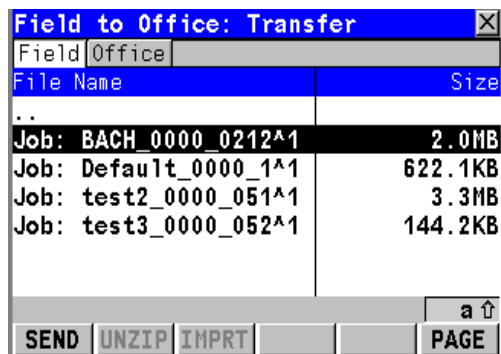 Field to Office: Transfer
Field Office
File Name Size
..
Job: BACH_0000_0212^1 2.0MB
Job: Default_0000_1^1 622.1KB
Job: test2_0000_051^1 3.3MB
Job: test3_0000_052^1 144.2KB
a ⇧
SEND UNZIP IMPRT PAGE